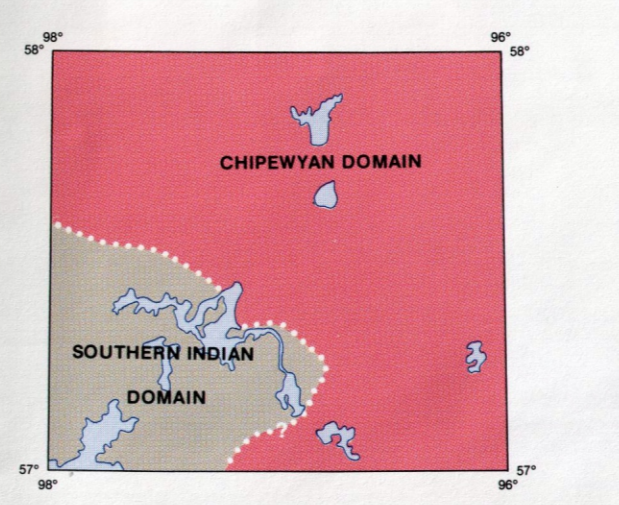 98° 96°
58° 58°
CHIPEWYAN DOMAIN
SOUTHERN INDIAN
DOMAIN
?
57° 57°
98° 96°